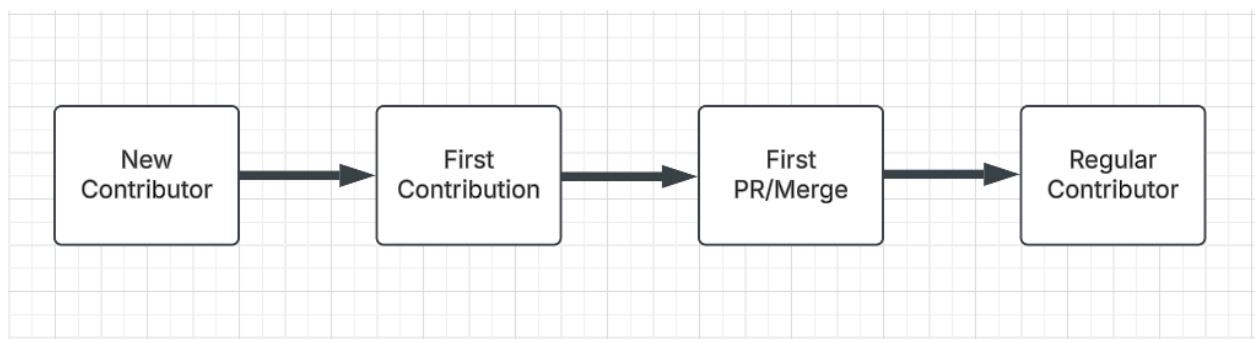 New
Contributor
First
Contribution
First
PR/Merge
Regular
Contributor